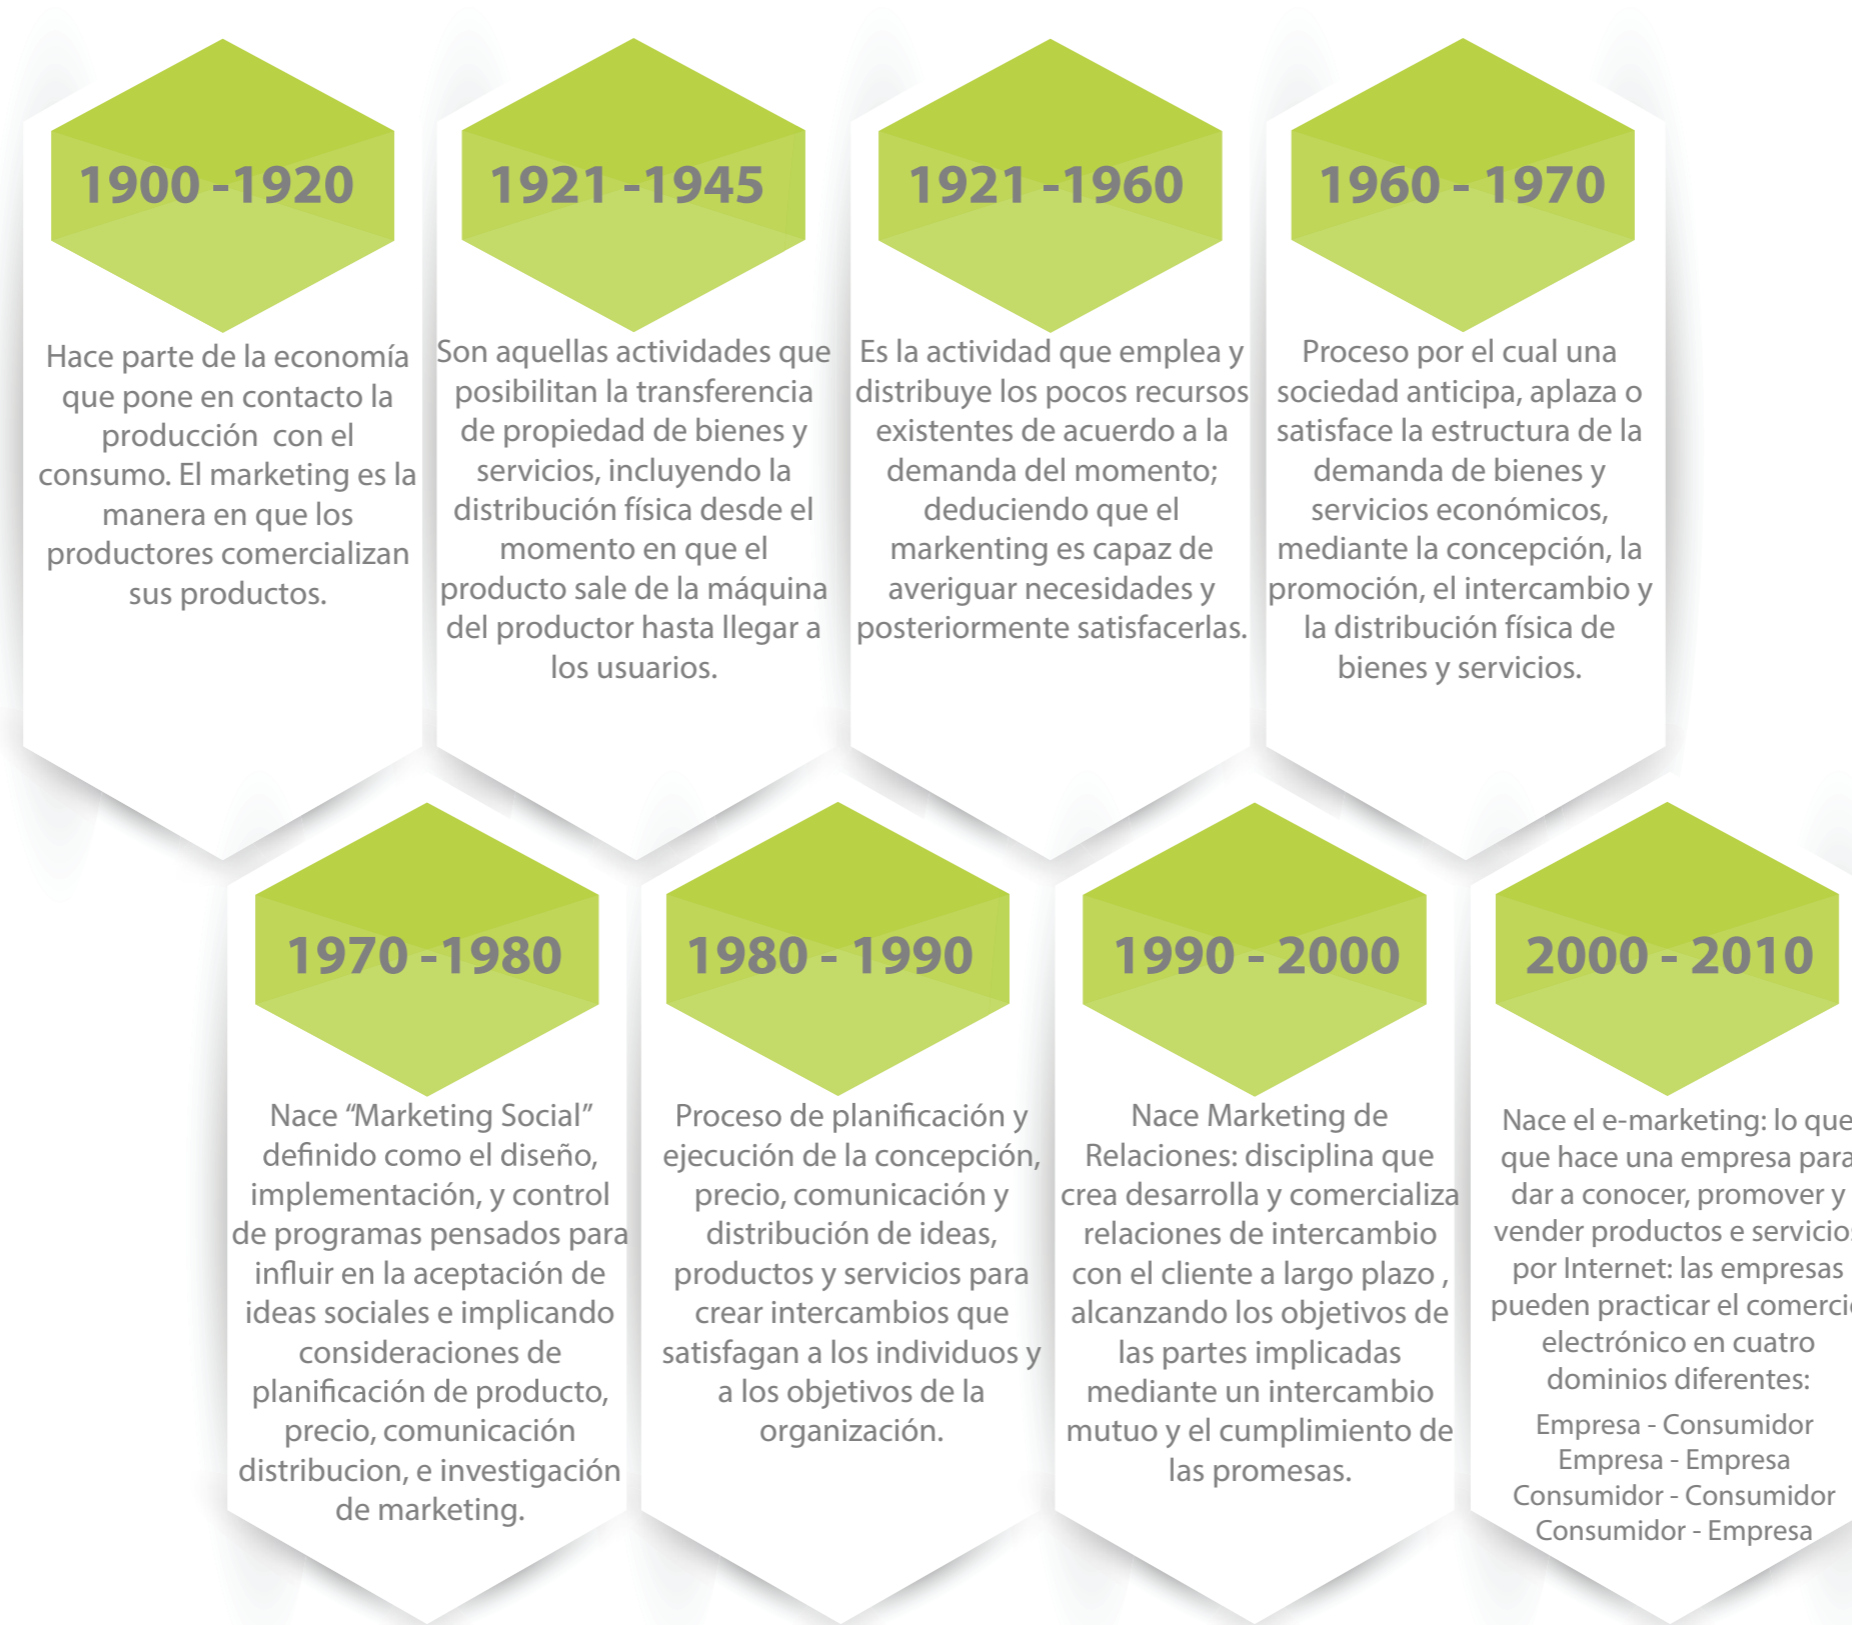 1900 -1920
Hace parte de la economía
que pone en contacto la
producción con el
consumo. El marketing es la
manera en que los
productores comercializan
sus productos.
1921 -1945
Son aquellas actividades que
posibilitan la transferencia
de propiedad de bienes y
servicios, incluyendo la
distribución física desde el
momento en que el
producto sale de la máquina
del productor hasta llegar a
los usuarios.
1921 -1960
Es la actividad que emplea y
distribuye los pocos recursos
existentes de acuerdo a la
demanda del momento;
deduciendo que el
markenting es capaz de
averiguar necesidades y
posteriormente satisfacerlas.
1960 - 1970
Proceso por el cual una
sociedad anticipa, aplaza o
satisface la estructura de la
demanda de bienes y
servicios económicos,
mediante la concepción, la
promoción, el intercambio y
la distribución física de
bienes y servicios.
1970 -1980
Nace “Marketing Social”
definido como el diseño,
implementación, y control
de programas pensados para
influir en la aceptación de
ideas sociales e implicando
consideraciones de
planificación de producto,
precio, comunicación
distribucion, e investigación
de marketing.
1980 - 1990
Proceso de planificación y
ejecución de la concepción,
precio, comunicación y
distribución de ideas,
productos y servicios para
crear intercambios que
satisfagan a los individuos y
a los objetivos de la
organización.
1990 - 2000
Nace Marketing de
Relaciones: disciplina que
crea desarrolla y comercializa
relaciones de intercambio
con el cliente a largo plazo ,
alcanzando los objetivos de
las partes implicadas
mediante un intercambio
mutuo y el cumplimiento de
las promesas.
2000 - 2010
Nace el e-marketing: lo que
que hace una empresa para
dar a conocer, promover y
vender productos e servicios
por Internet: las empresas
pueden practicar el comercio
electrónico en cuatro
dominios diferentes:
Empresa - Consumidor
Empresa - Empresa
Consumidor - Consumidor
Consumidor - Empresa